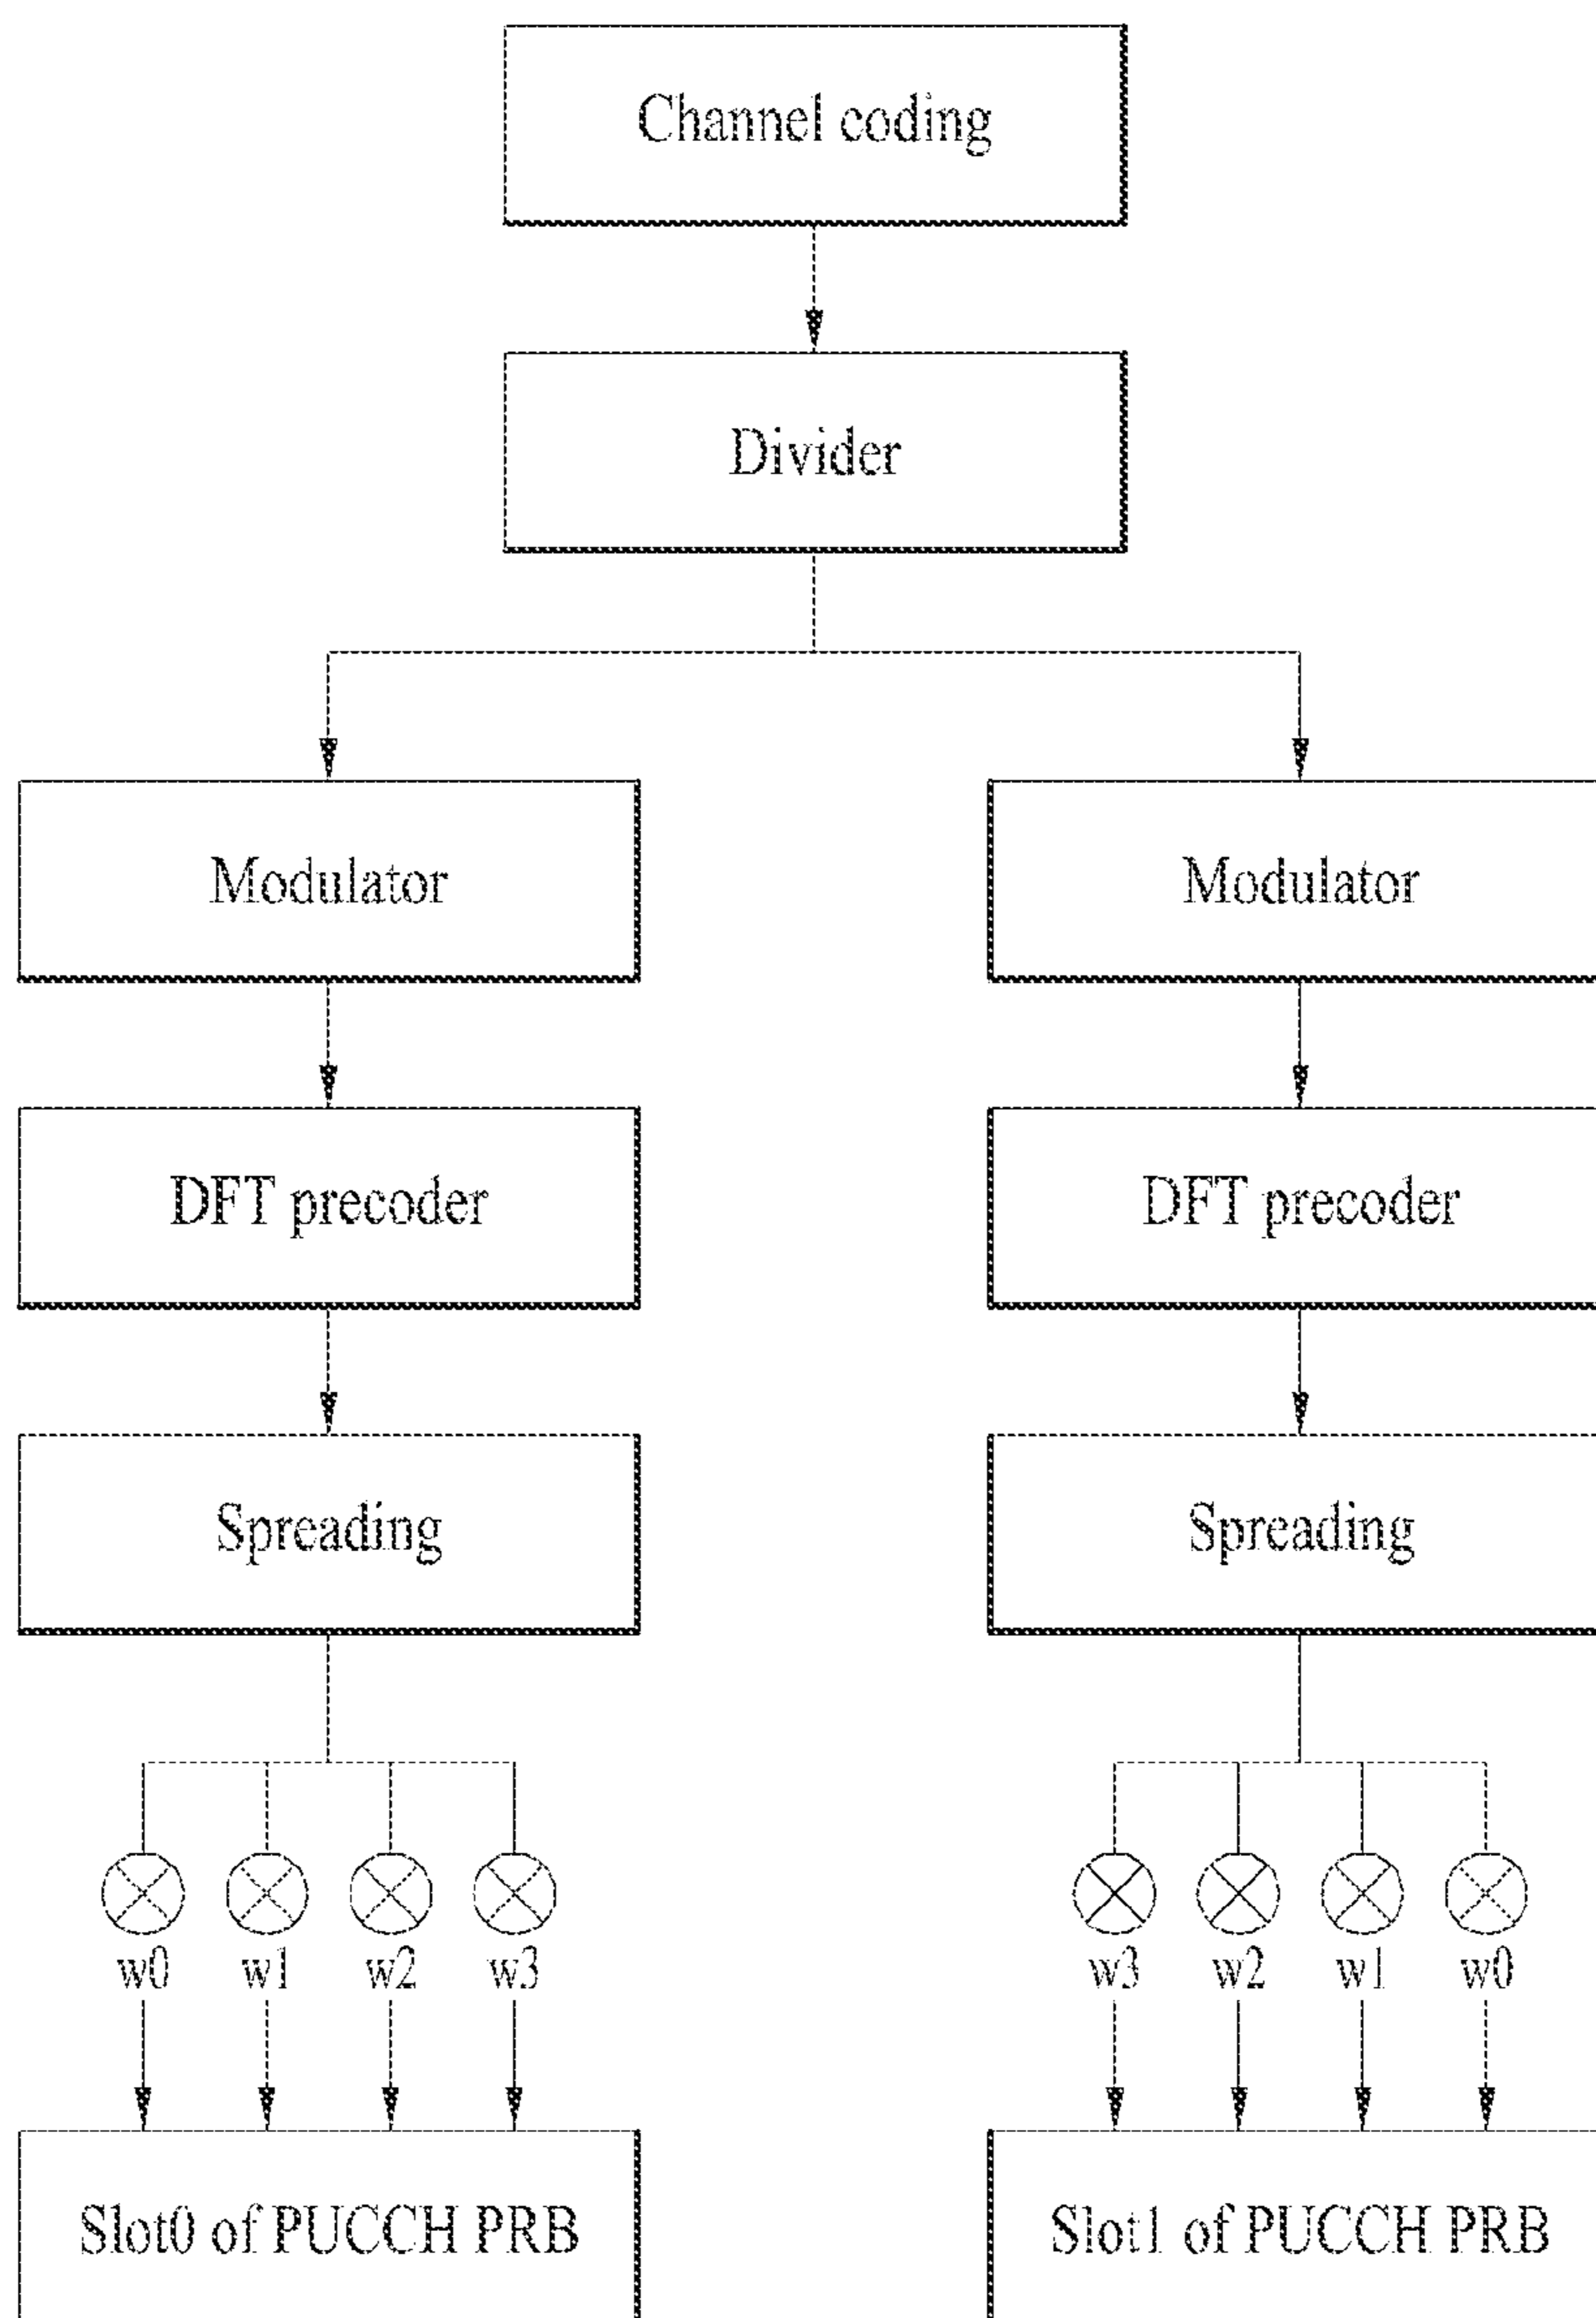 Channel coding
Divider
Modulator Modulator
DFT precoder DFT precoder
Spreading Spreading
w0 w1 w2 w3 w3 w2 w1 w0
Slot0 of PUCCH PRB Slot1 of PUCCH PRB